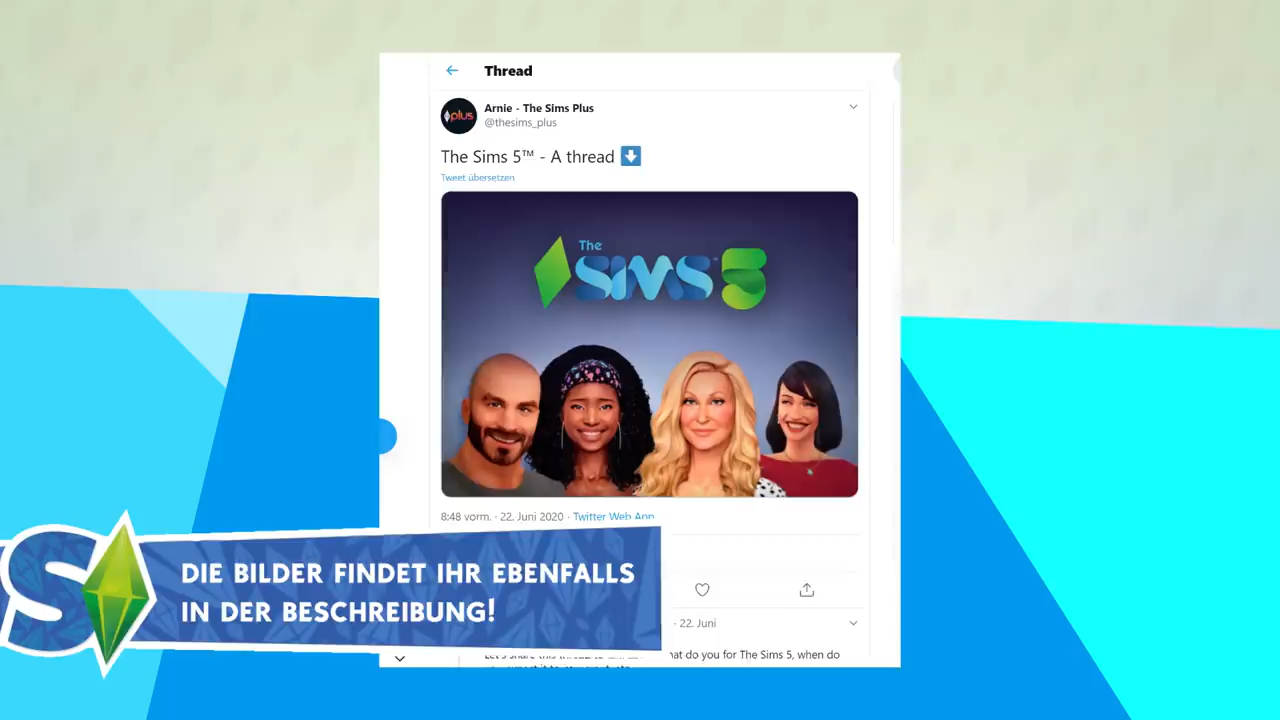 Thread
plus
Arnie - The Sims Plus
@thesims_plus
The Sims 5™ - A thread
Tweet übersetzen
The
SIMS 5
8:48 vorm. · 22. Juni 2020 · Twitter Web App
DIE BILDER FINDET IHR EBENFALLS
IN DER BESCHREIBUNG!
S
· 22. Juni
do you for The Sims 5, when do